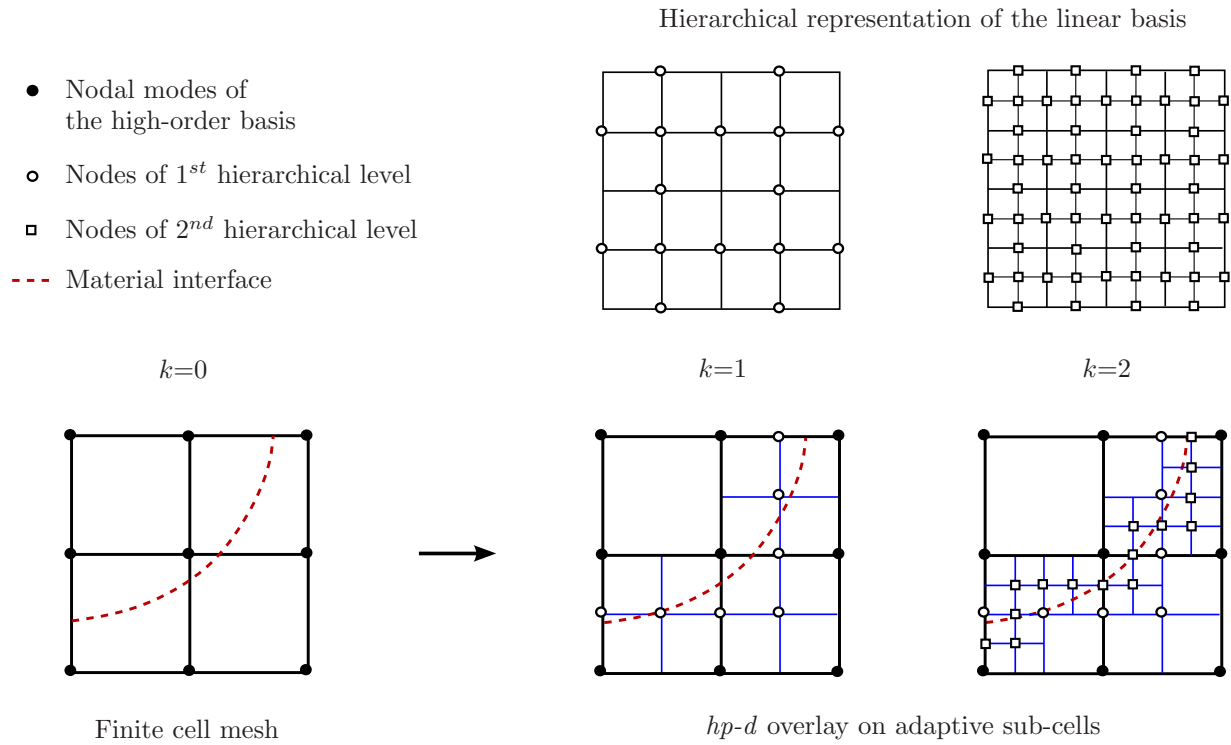 Hierarchical representation of the linear basis
Nodal modes of
the high-order basis
Nodes of 1st hierarchical level
Nodes of 2nd hierarchical level
Material interface
k=0
k=1
k=2
Finite cell mesh
hp-d overlay on adaptive sub-cells